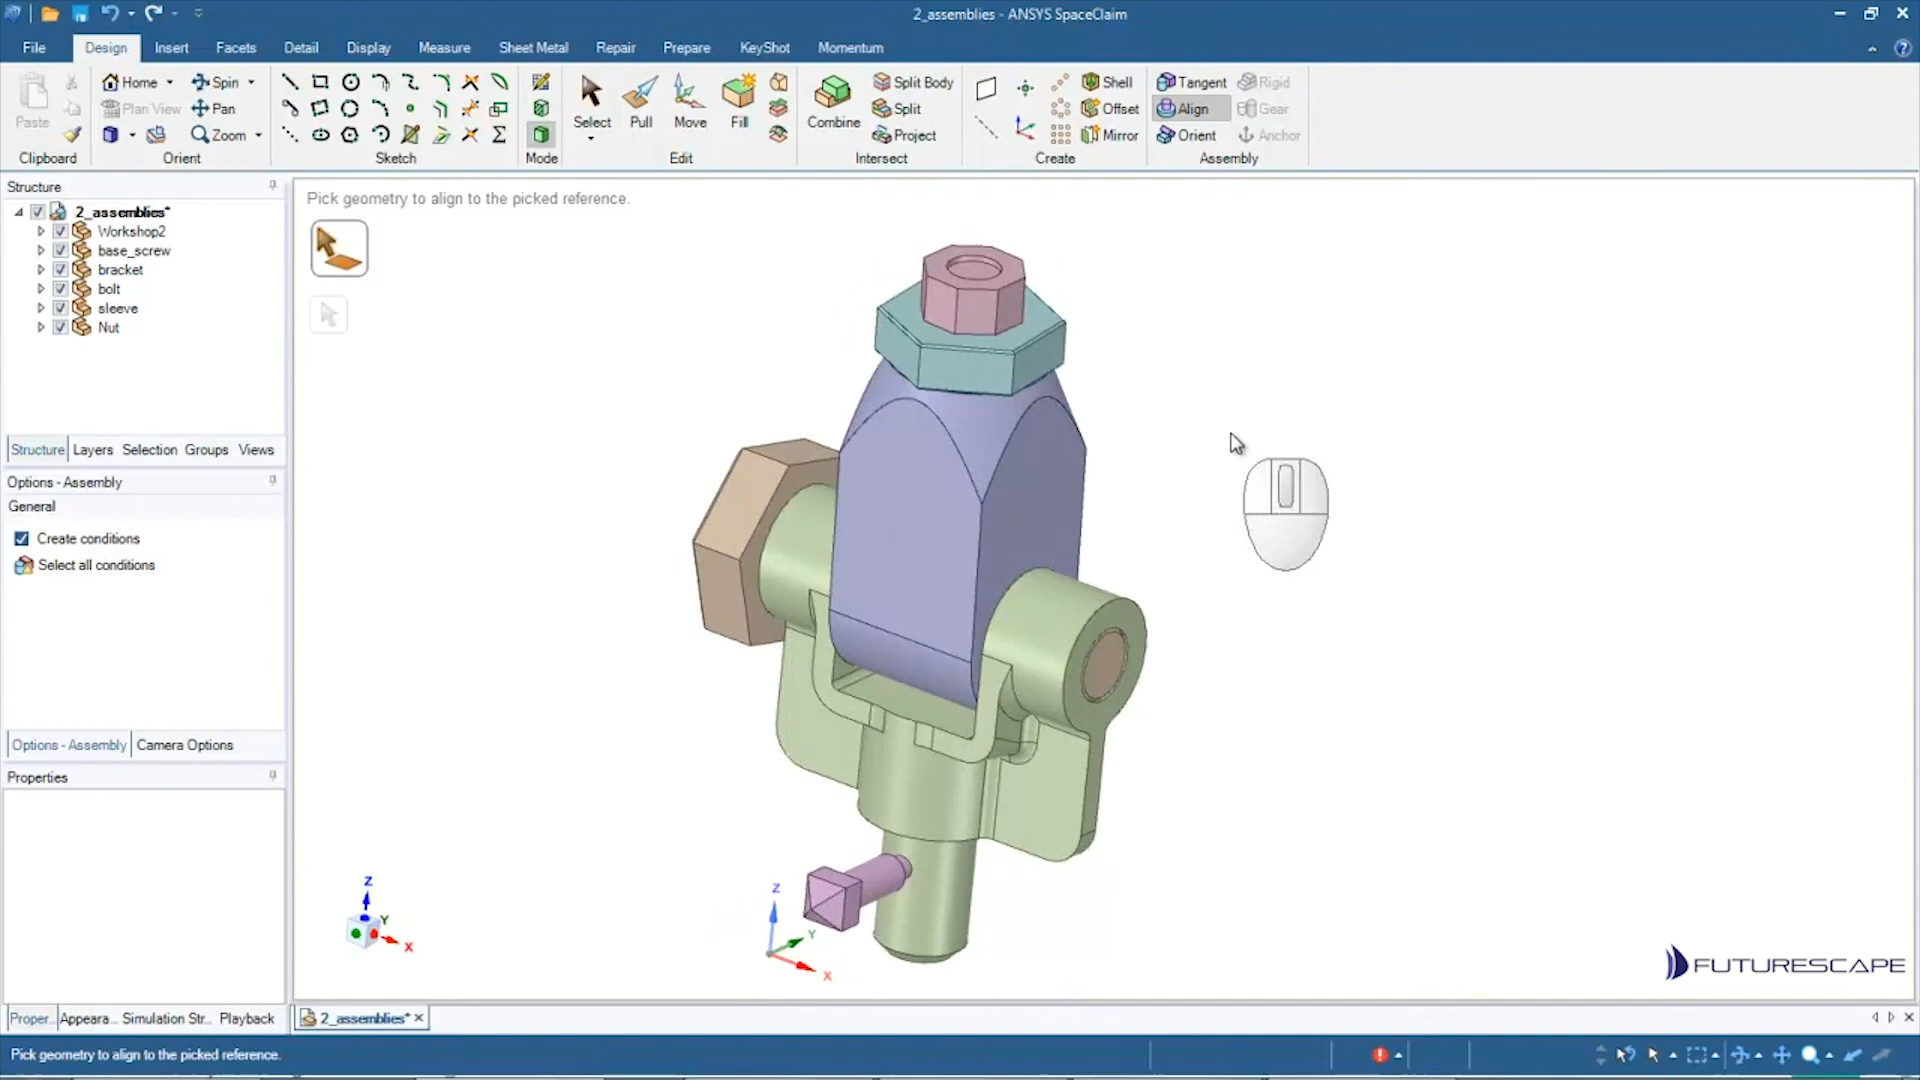 2_assemblies - ANSYS SpaceClaim
File Design Insert Facets Detail Display Measure Sheet Metal Repair Prepare KeyShot Momentum
Paste
Clipboard
Home Spin
Plan View Pan
Zoom
Orient
Sketch
Mode
Select Pull Move Fill
Edit
Combine
Split Body
Split
Project
Intersect
Shell
Offset
Mirror
Create
Tangent Rigid
Align Gear
Orient Anchor
Assembly
Structure
2_assemblies*
Workshop2
base_screw
bracket
bolt
sleeve
Nut
Structure Layers Selection Groups Views
Options - Assembly
General
Create conditions
Select all conditions
Options - Assembly Camera Options
Properties
Proper... Appeara... Simulation Str... Playback
Pick geometry to align to the picked reference.
Z
Y
X
Z
Y
X
FUTURESCAPE
2_assemblies*
Pick geometry to align to the picked reference.